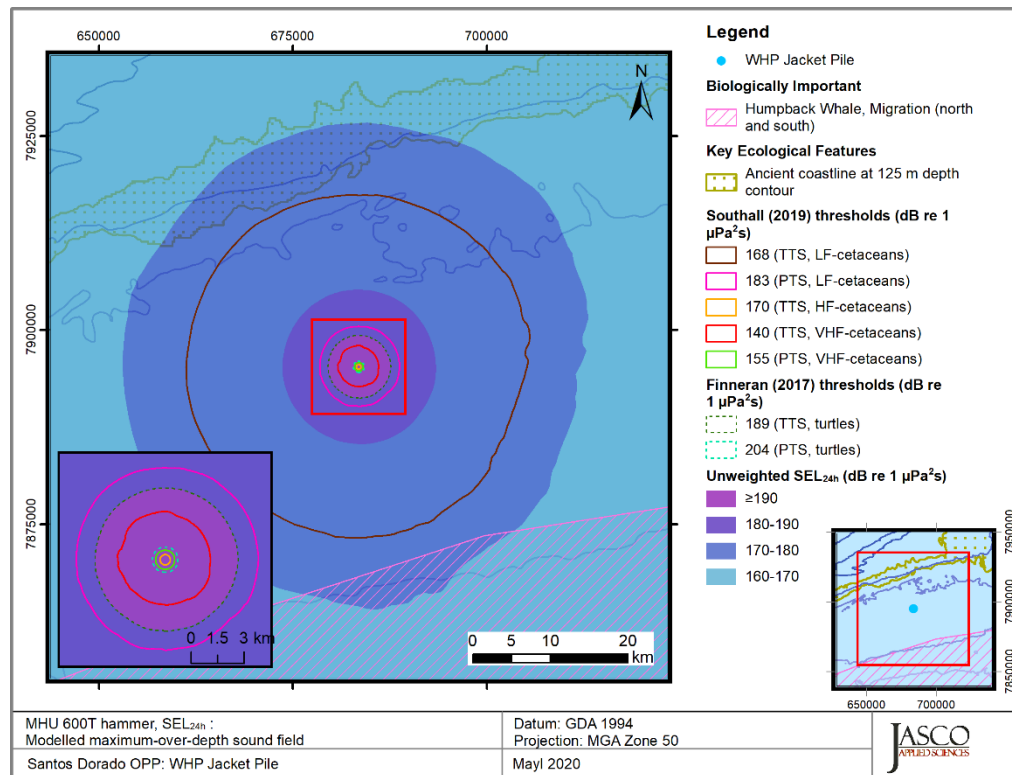 650000 675000 700000
N
7925000
7900000
7875000
0 1.5 3 km
0 5 10 20
km
Legend
WHP Jacket Pile
Biologically Important
Humpback Whale, Migration (north
and south)
Key Ecological Features
Ancient coastline at 125 m depth
contour
Southall (2019) thresholds (dB re 1
µPa²s)
168 (TTS, LF-cetaceans)
183 (PTS, LF-cetaceans)
170 (TTS, HF-cetaceans)
140 (TTS, VHF-cetaceans)
155 (PTS, VHF-cetaceans)
Finneran (2017) thresholds (dB re
1 µPa²s)
189 (TTS, turtles)
204 (PTS, turtles)
Unweighted SEL24h (dB re 1 µPa²s)
≥190
180-190
170-180
160-170
7950000
7900000
7850000
650000 700000
MHU 600T hammer, SEL24h :
Modelled maximum-over-depth sound field
Santos Dorado OPP: WHP Jacket Pile
Datum: GDA 1994
Projection: MGA Zone 50
Mayl 2020
JASCO
APPLIED SCIENCES